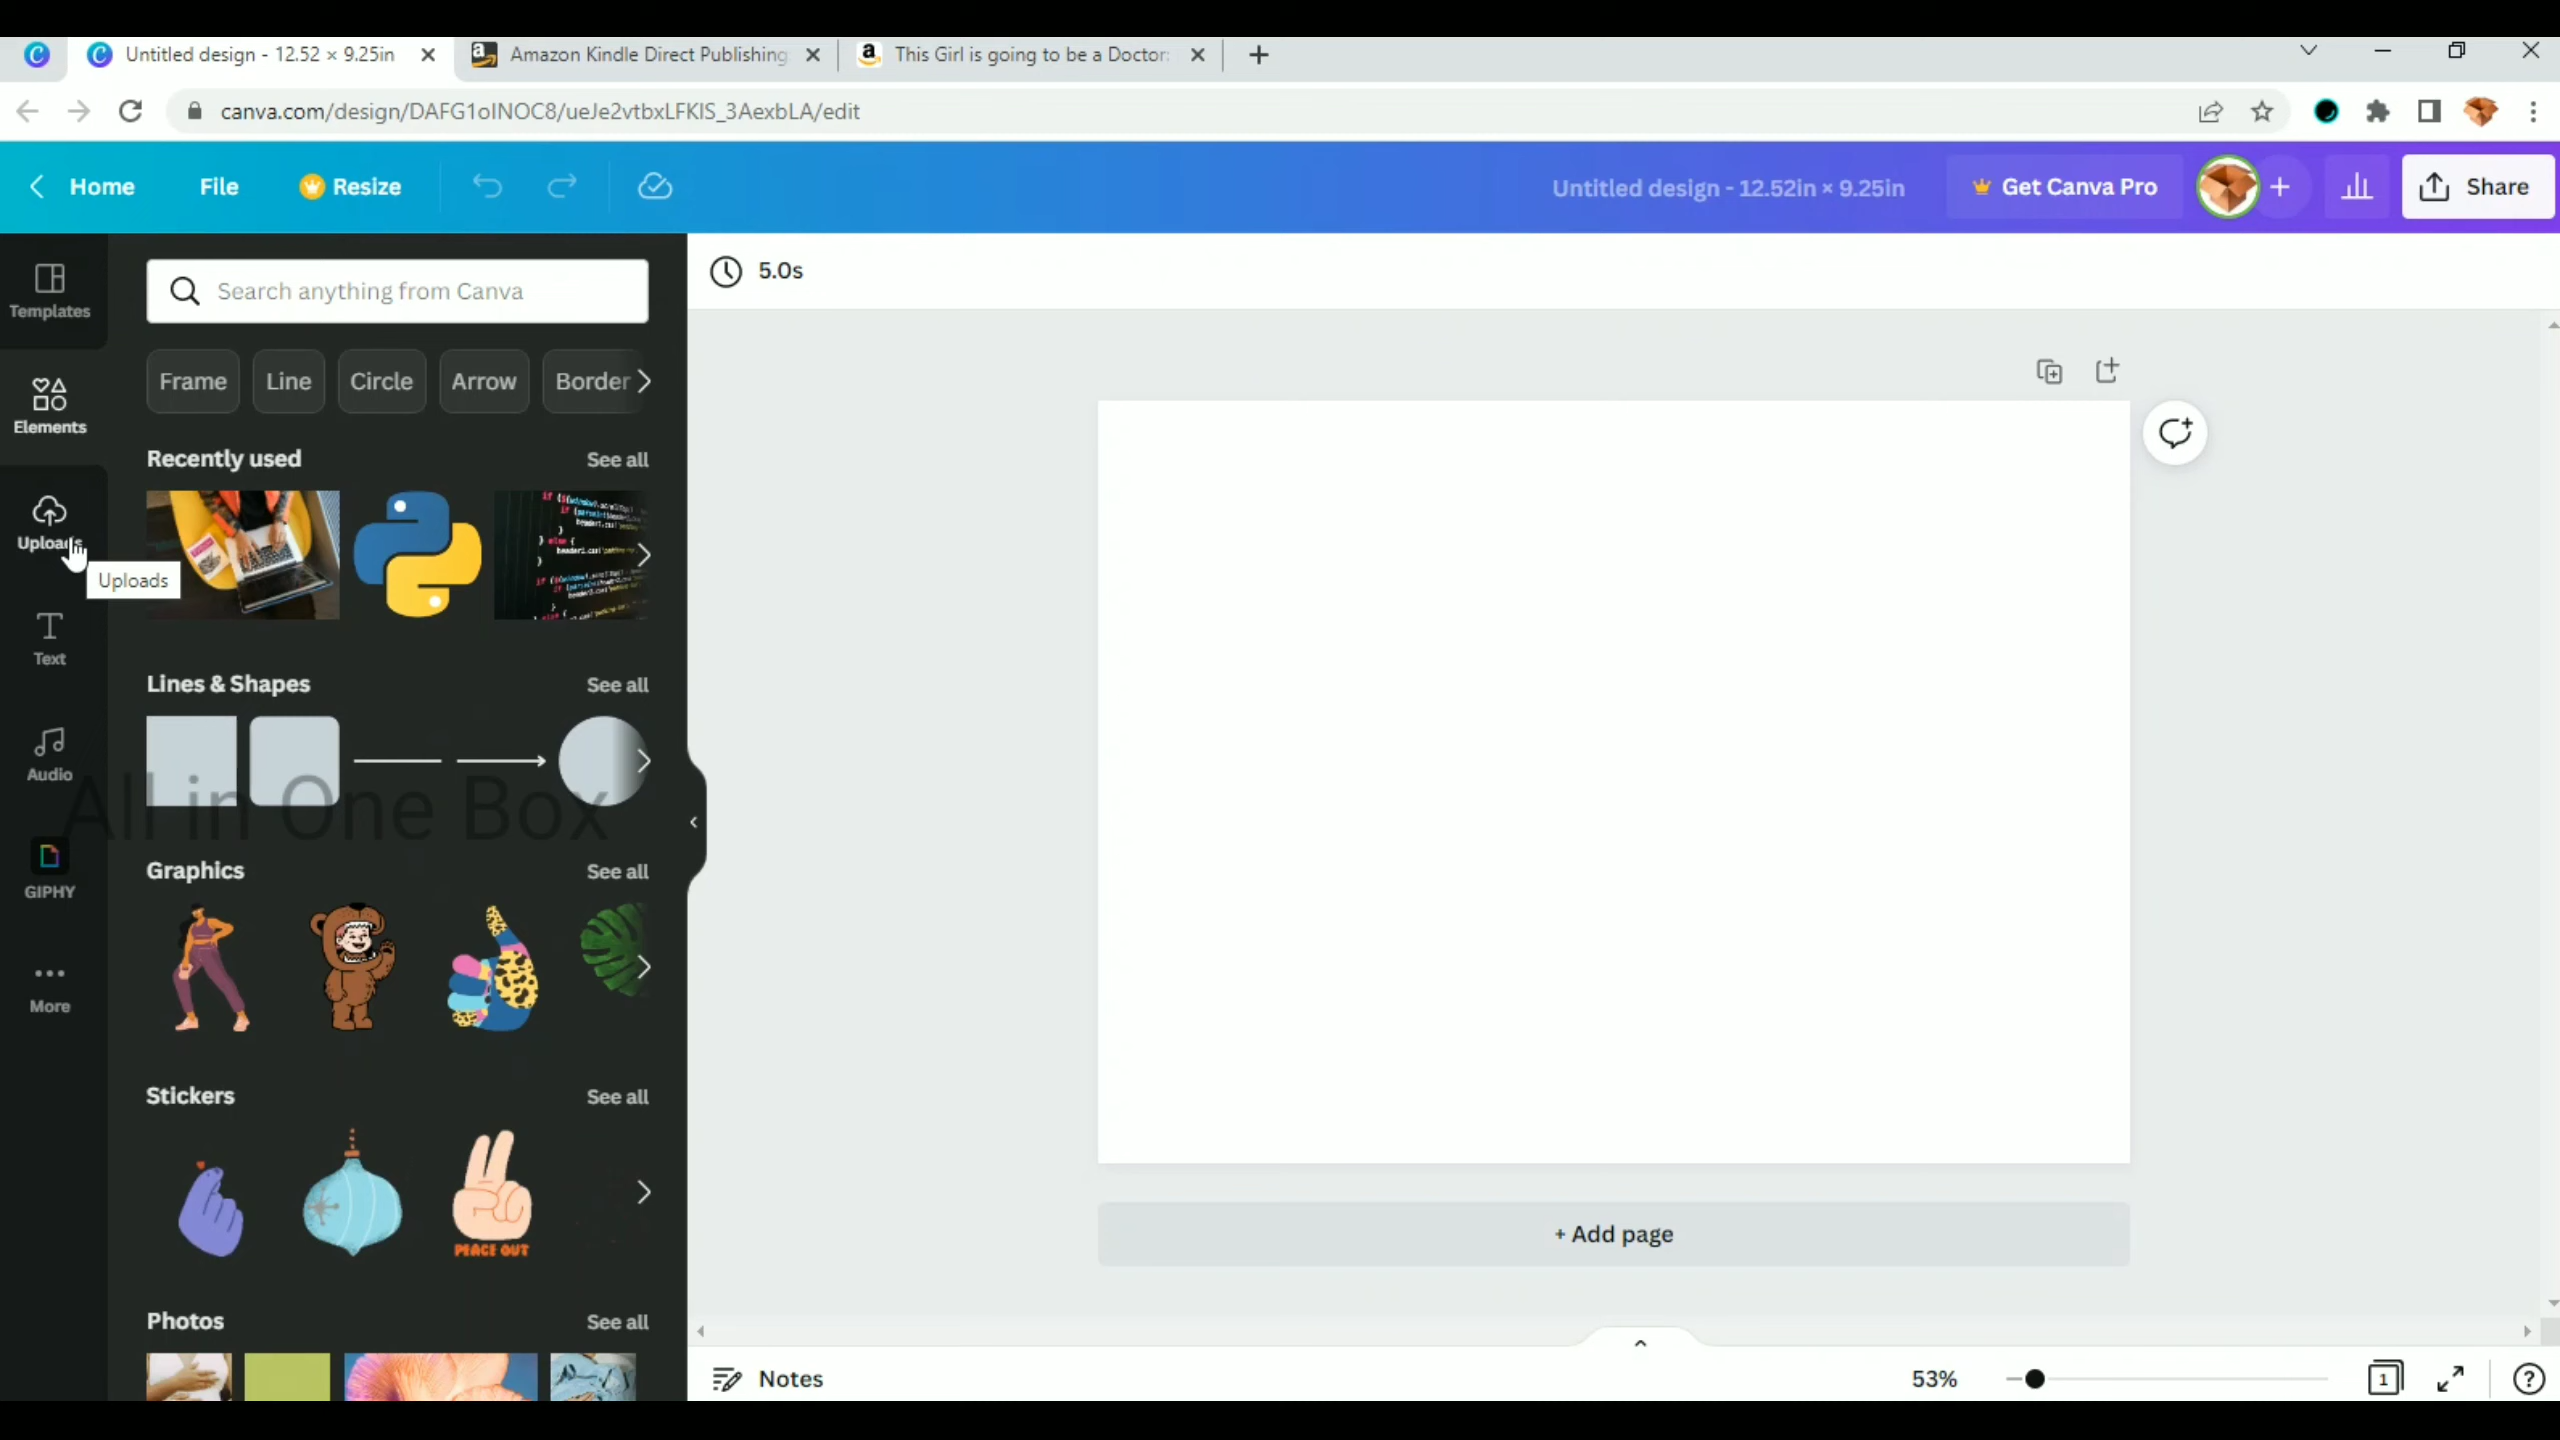 Untitled design - 12.52 × 9.25in
Amazon Kindle Direct Publishing
This Girl is going to be a Doctor:
canva.com/design/DAFG1oINOC8/ueJe2vtbxLFKIS_3AexbLA/edit
Home File Resize Untitled design - 12.52in × 9.25in Get Canva Pro Share
Templates
Elements
Uploads
Uploads
Text
Audio
GIPHY
More
Search anything from Canva
Frame Line Circle Arrow Border
Recently used See all
Lines & Shapes See all
All in One Box
Graphics See all
Stickers See all
PEACE OUT
Photos See all
5.0s
+ Add page
Notes
53%
1